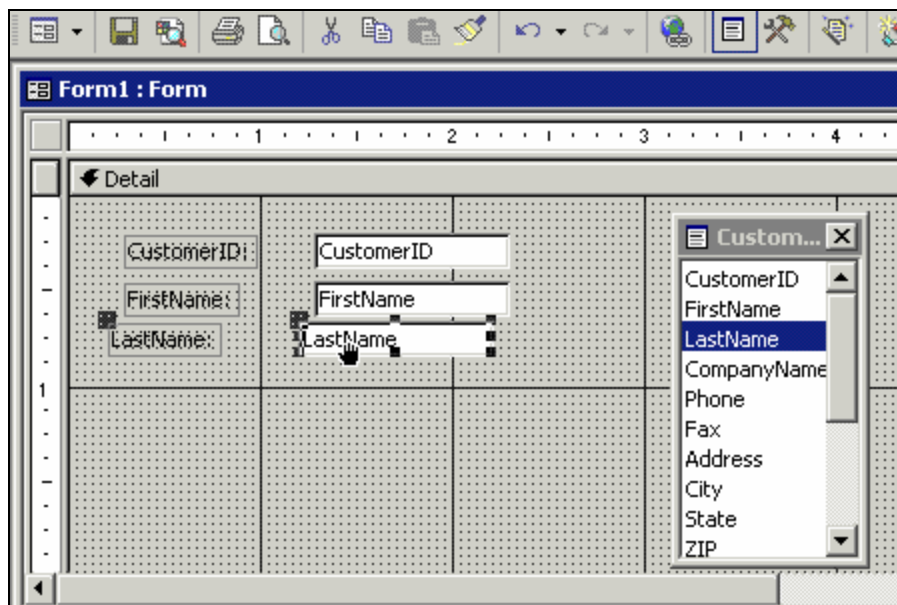 Form1 : Form
1 2 3 4
Detail
CustomerID: CustomerID
FirstName: FirstName
LastName: LastName
1
Custom...
CustomerID
FirstName
LastName
CompanyName
Phone
Fax
Address
City
State
ZIP